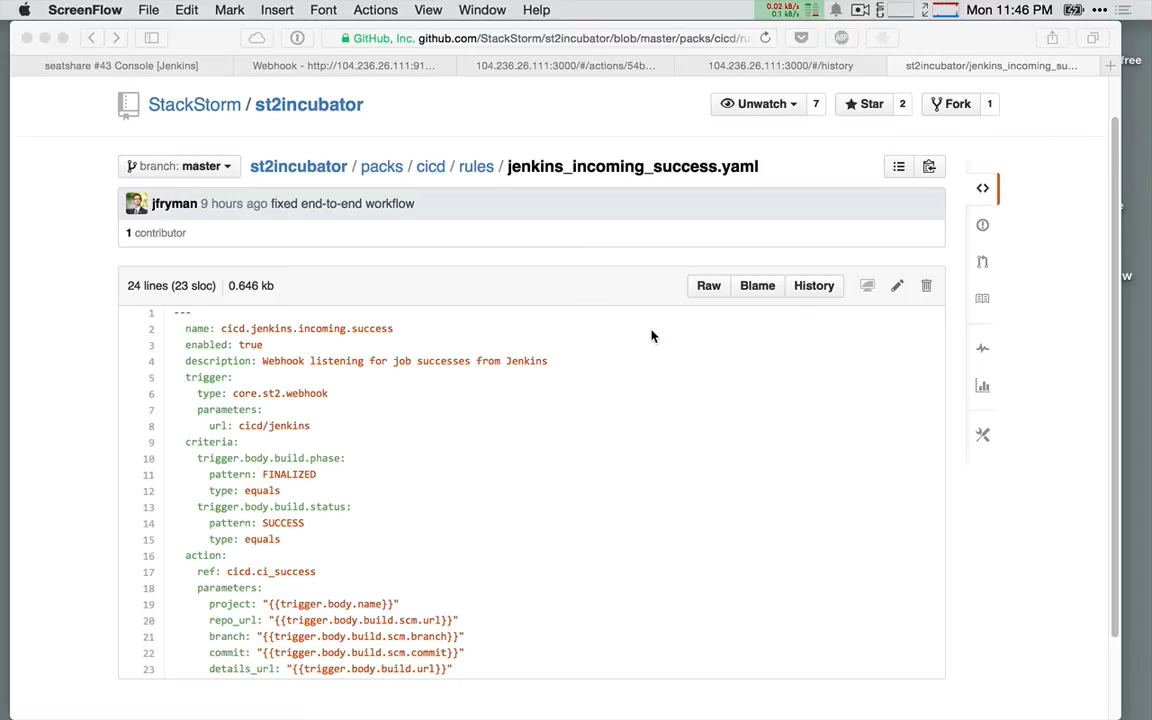 ScreenFlow File Edit Mark Insert Font Actions View Window Help 0.02 kB/s 0.1 kB/s Mon 11:46 PM
GitHub, Inc. github.com/StackStorm/st2incubator/blob/master/packs/cicd/ru
seatshare #43 Console [Jenkins] Webhook - http://104.236.26.111:91... 104.236.26.111:3000/#/actions/54b... 104.236.26.111:3000/#/history st2incubator/jenkins_incoming_su...
free
StackStorm / st2incubator
Unwatch 7 Star 2 Fork 1
branch: master st2incubator / packs / cicd / rules / jenkins_incoming_success.yaml
jfryman 9 hours ago fixed end-to-end workflow
1 contributor
24 lines (23 sloc) 0.646 kb Raw Blame History
1 ---
2 name: cicd.jenkins.incoming.success
3 enabled: true
4 description: Webhook listening for job successes from Jenkins
5 trigger:
6 type: core.st2.webhook
7 parameters:
8 url: cicd/jenkins
9 criteria:
10 trigger.body.build.phase:
11 pattern: FINALIZED
12 type: equals
13 trigger.body.build.status:
14 pattern: SUCCESS
15 type: equals
16 action:
17 ref: cicd.ci_success
18 parameters:
19 project: "{{trigger.body.name}}"
20 repo_url: "{{trigger.body.build.scm.url}}"
21 branch: "{{trigger.body.build.scm.branch}}"
22 commit: "{{trigger.body.build.scm.commit}}"
23 details_url: "{{trigger.body.build.url}}"